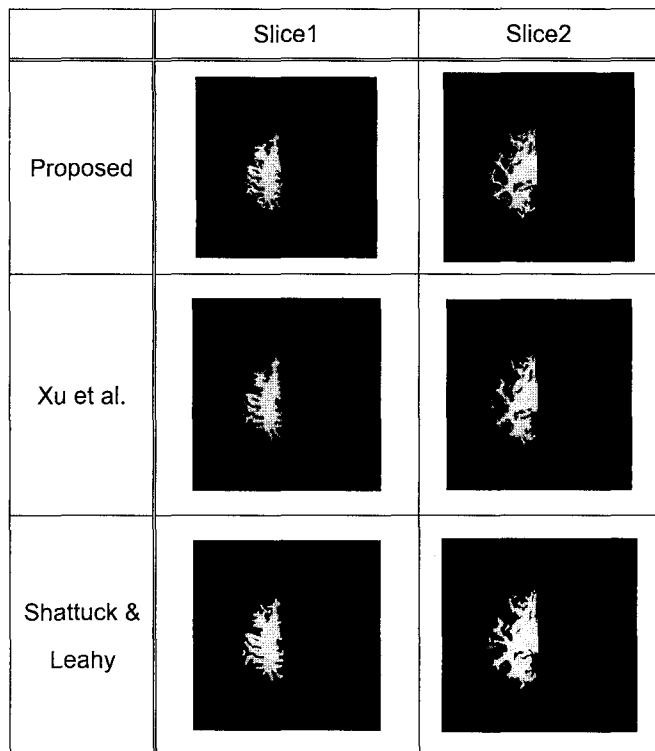 Slice1 Slice2
Proposed
Xu et al.
Shattuck &
Leahy